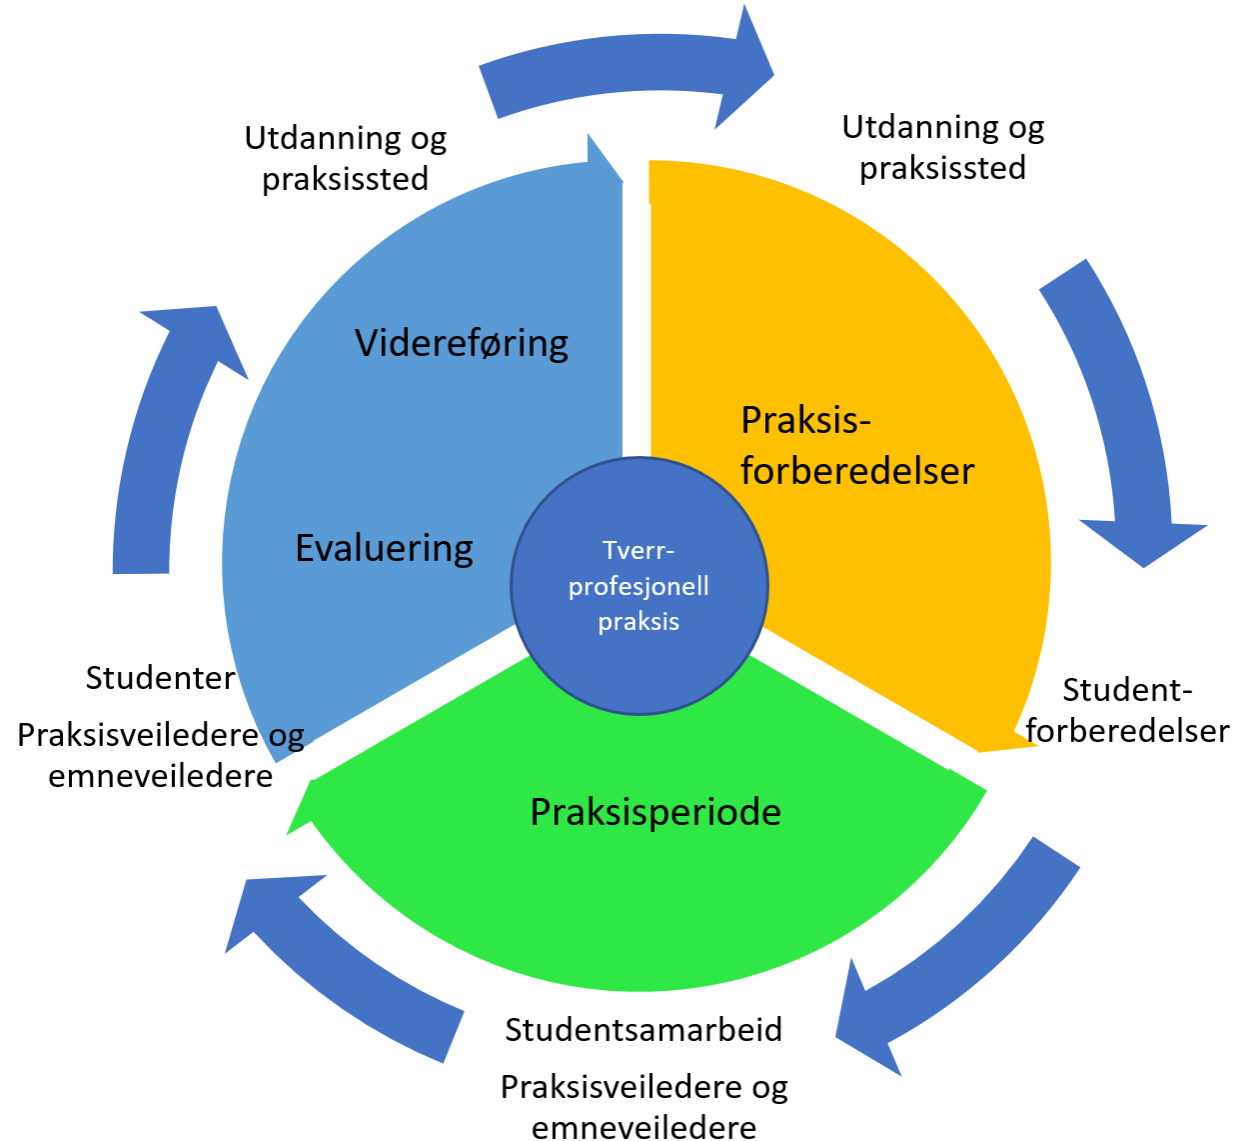 Utdanning og
praksissted
Utdanning og
praksissted
Videreføring
Praksis-
forberedelser
Evaluering
Tverr-
profesjonell
praksis
Studenter
Praksisveiledere og
emneveiledere
Student-
forberedelser
Praksisperiode
Studentsamarbeid
Praksisveiledere og
emneveiledere